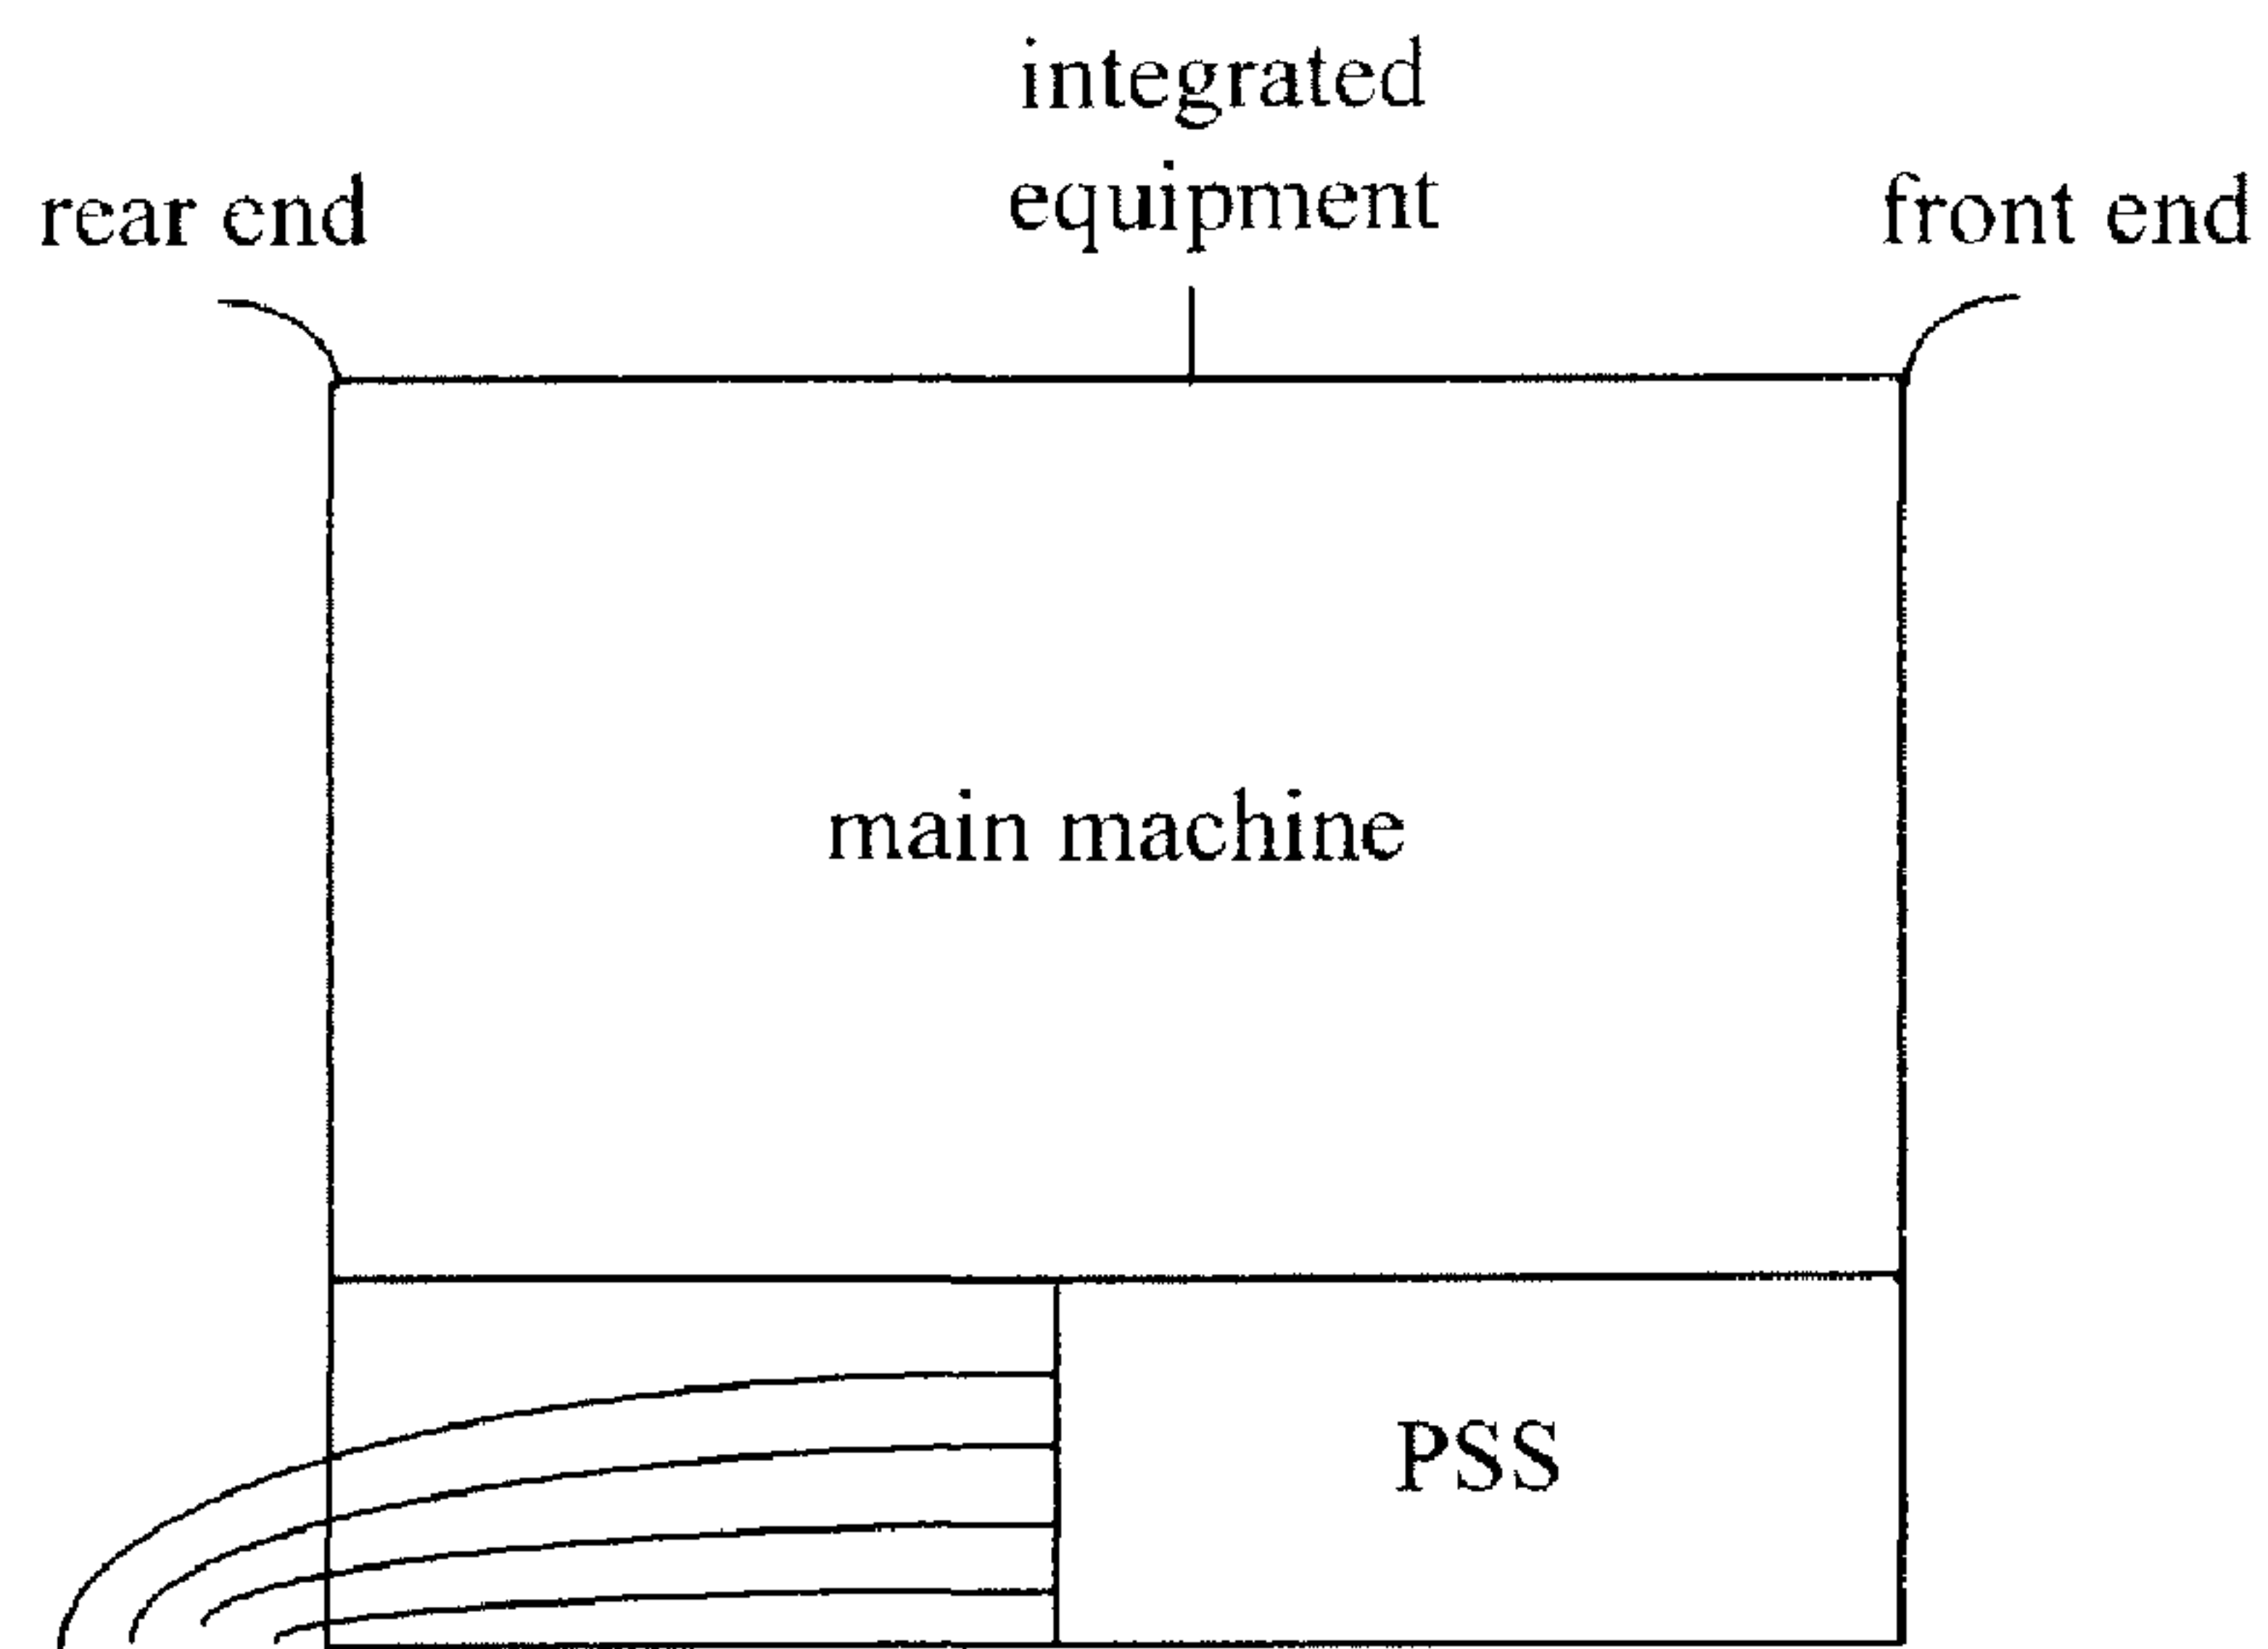 integrated
equipment
rear end
front end
main machine
PSS